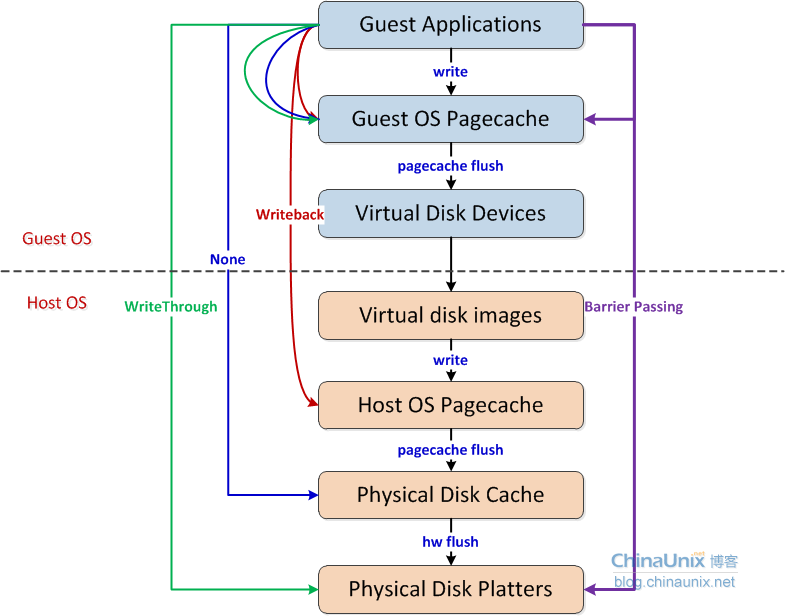 Guest Applications
write
Guest OS Pagecache
pagecache flush
Virtual Disk Devices
Writeback
Guest OS
None
Host OS
WriteThrough
Virtual disk images
Barrier Passing
write
Host OS Pagecache
pagecache flush
Physical Disk Cache
hw flush
ChinaUnix.net 博客
blog.chinaunix.net
Physical Disk Platters